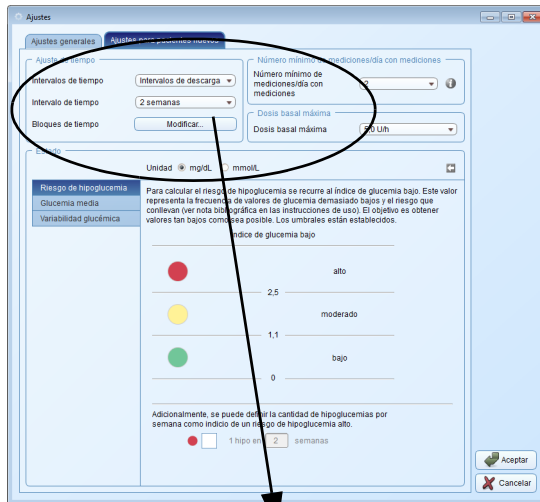 Ajustes
Ajustes generales
Ajustes para pacientes nuevos
Ajuste de tiempo
Intervalos de tiempo
Intervalos de descarga
Intervalo de tiempo
2 semanas
Bloques de tiempo
Modificar...
Número mínimo de mediciones/día con mediciones
Número mínimo de
mediciones/día con
mediciones
2
Dosis basal máxima
Dosis basal máxima
5,0 U/h
Estado
Unidad mg/dL mmol/L
Riesgo de hipoglucemia
Glucemia media
Variabilidad glucémica
Para calcular el riesgo de hipoglucemia se recurre al índice de glucemia bajo. Este valor
representa la frecuencia de valores de glucemia demasiado bajos y el riesgo que
conllevan (ver nota bibliográfica en las instrucciones de uso). El objetivo es obtener
valores tan bajos como sea posible. Los umbrales están establecidos.
Índice de glucemia bajo
alto
2,5
moderado
1,1
bajo
0
Adicionalmente, se puede definir la cantidad de hipoglucemias por
semana como indicio de un riesgo de hipoglucemia alto.
1 hipo en 2 semanas
Aceptar
Cancelar